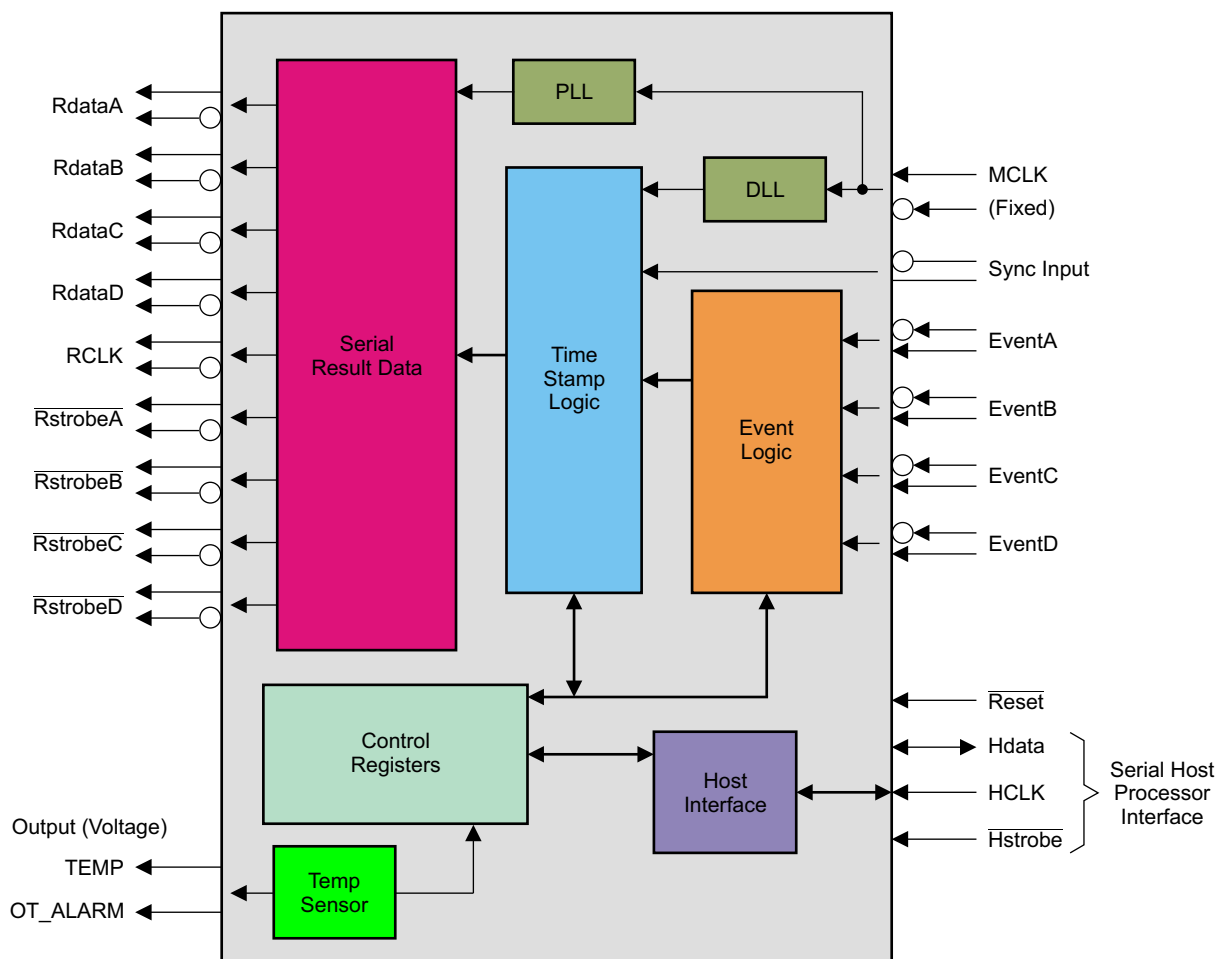 RdataA
RdataB
RdataC
RdataD
RCLK
RstrobeA
RstrobeB
RstrobeC
RstrobeD
Output (Voltage)
TEMP
OT_ALARM
Serial
Result Data
PLL
DLL
Time
Stamp
Logic
Event
Logic
Control
Registers
Host
Interface
Temp
Sensor
MCLK
(Fixed)
Sync Input
EventA
EventB
EventC
EventD
Reset
Hdata
HCLK
Hstrobe
Serial Host
Processor
Interface